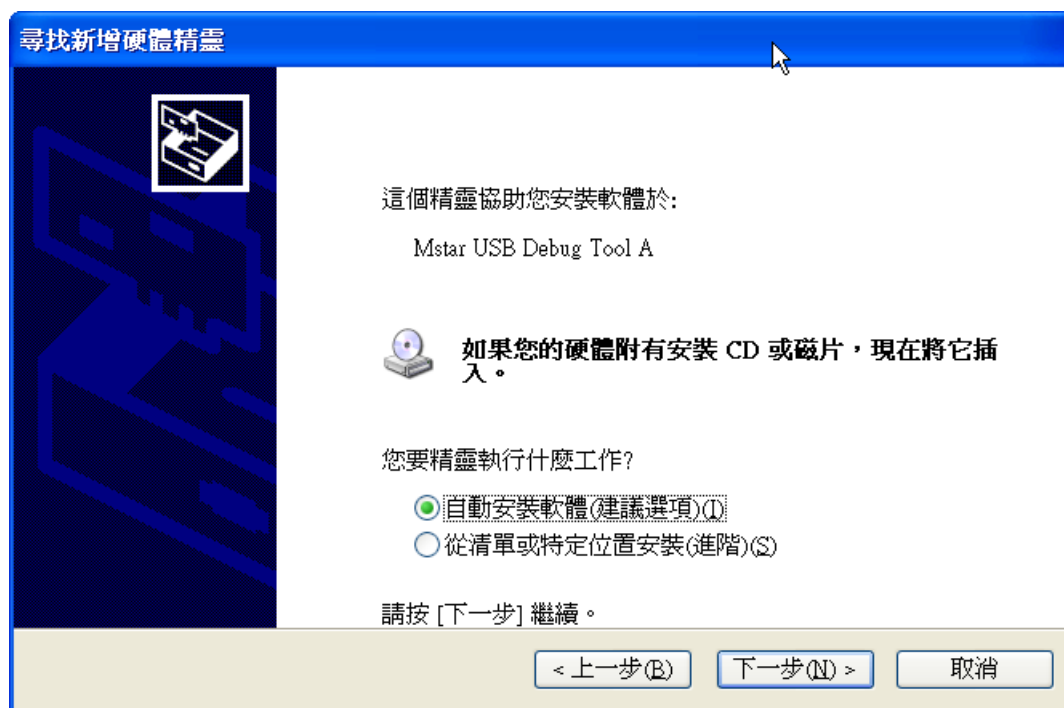 尋找新增硬體精靈
這個精靈協助您安裝軟體於:
Mstar USB Debug Tool A
如果您的硬體附有安裝 CD 或磁片，現在將它插
入。
您要精靈執行什麼工作?
自動安裝軟體(建議選項)(I)
從清單或特定位置安裝(進階)(S)
請按 [下一步] 繼續。
< 上一步(B) 下一步(N) > 取消